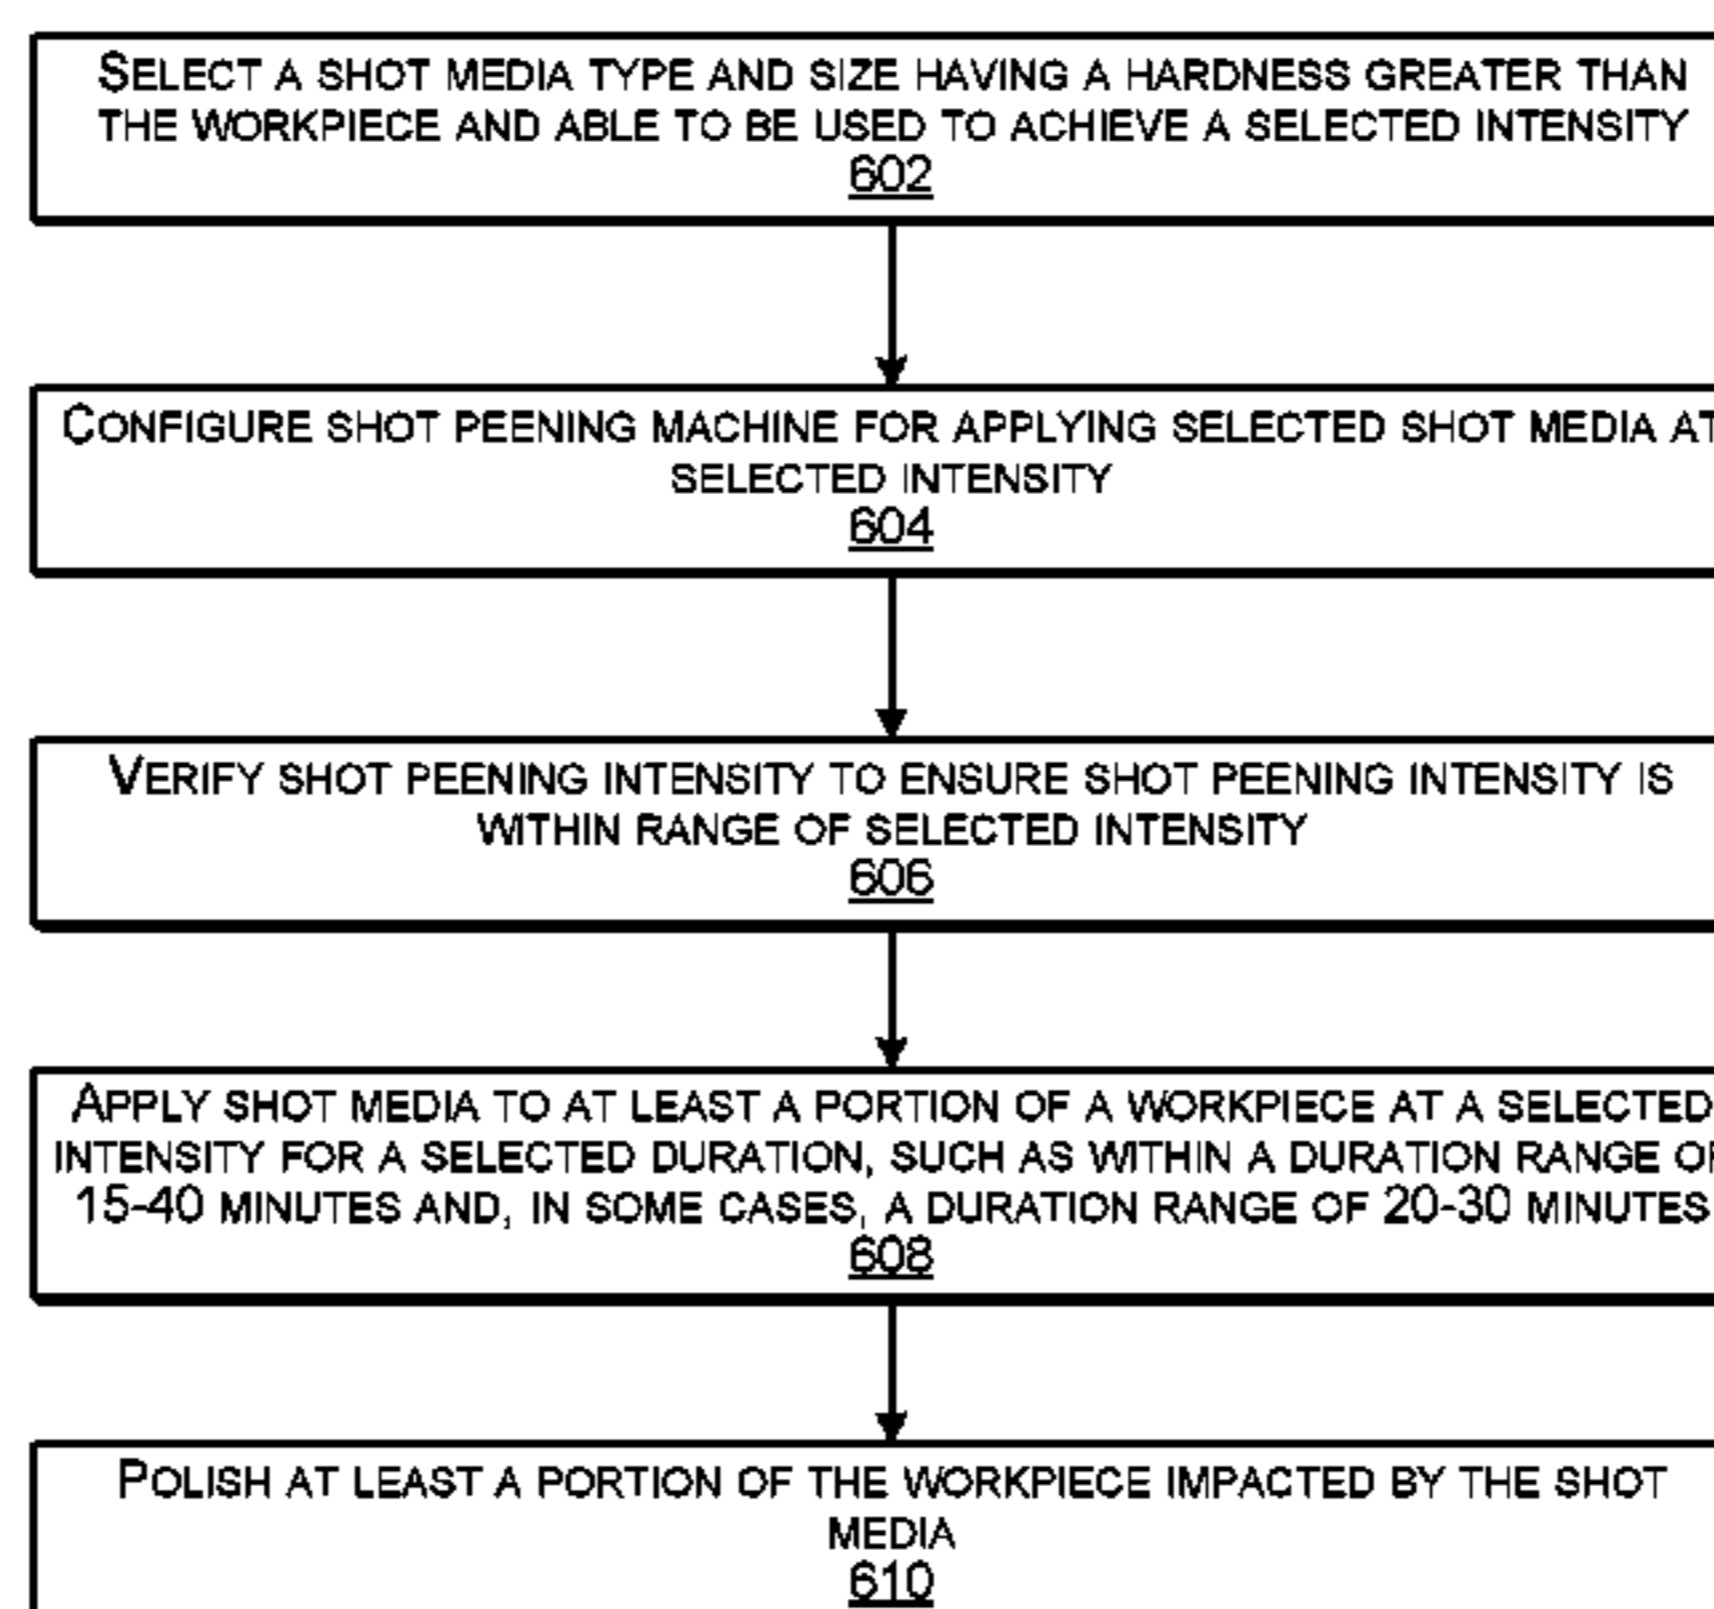 SELECT A SHOT MEDIA TYPE AND SIZE HAVING A HARDNESS GREATER THAN
THE WORKPIECE AND ABLE TO BE USED TO ACHIEVE A SELECTED INTENSITY
602
CONFIGURE SHOT PEENING MACHINE FOR APPLYING SELECTED SHOT MEDIA AT
SELECTED INTENSITY
604
VERIFY SHOT PEENING INTENSITY TO ENSURE SHOT PEENING INTENSITY IS
WITHIN RANGE OF SELECTED INTENSITY
606
APPLY SHOT MEDIA TO AT LEAST A PORTION OF A WORKPIECE AT A SELECTED
INTENSITY FOR A SELECTED DURATION, SUCH AS WITHIN A DURATION RANGE OF
15-40 MINUTES AND, IN SOME CASES, A DURATION RANGE OF 20-30 MINUTES
608
POLISH AT LEAST A PORTION OF THE WORKPIECE IMPACTED BY THE SHOT
MEDIA
610